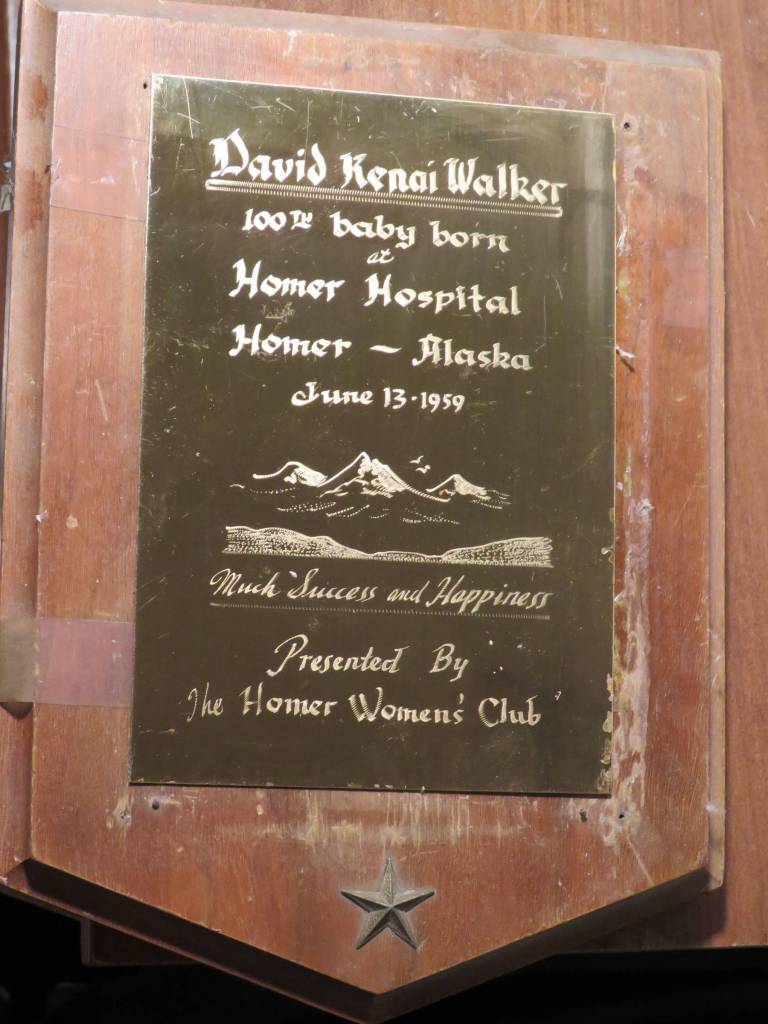 David Kenai Walker
100TH baby born
at
Homer Hospital
Homer - Alaska
June 13 · 1959
Much Success and Happiness
Presented By
The Homer Women's Club